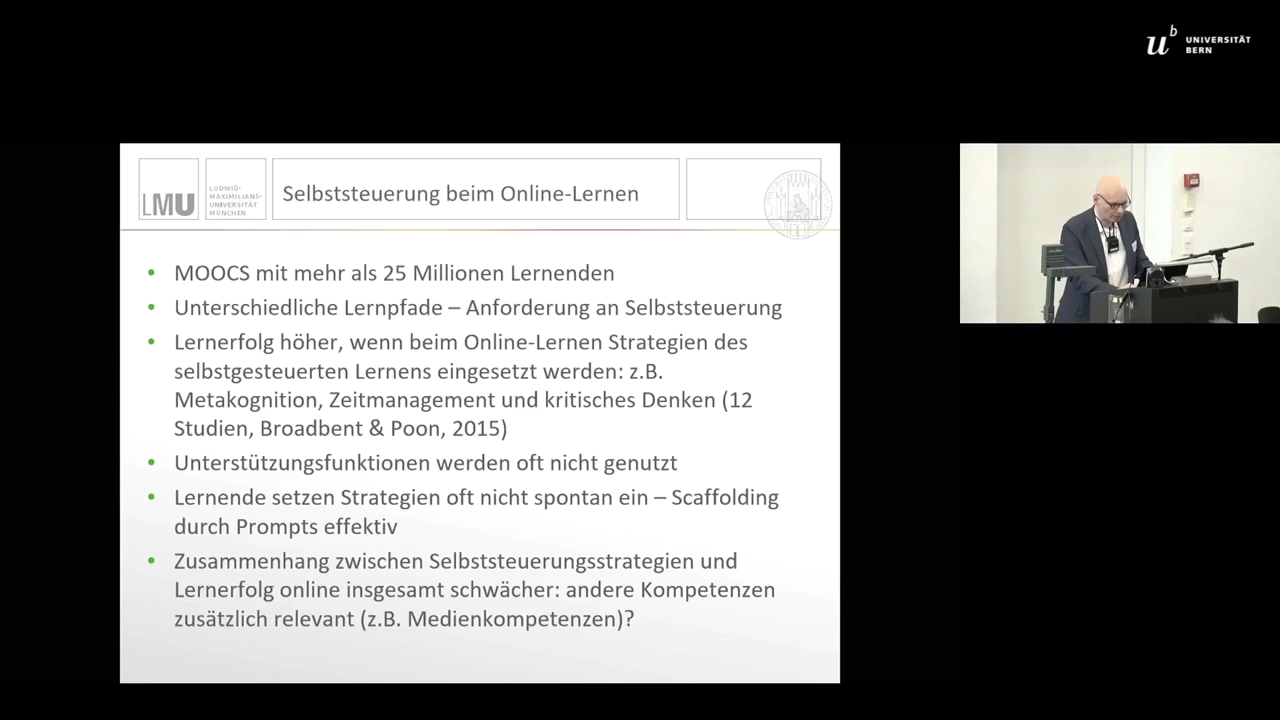 u^b UNIVERSITÄT
BERN
LMU
LUDWIG-
MAXIMILIANS-
UNIVERSITÄT
MÜNCHEN
Selbststeuerung beim Online-Lernen
• MOOCS mit mehr als 25 Millionen Lernenden
• Unterschiedliche Lernpfade – Anforderung an Selbststeuerung
• Lernerfolg höher, wenn beim Online-Lernen Strategien des
selbstgesteuerten Lernens eingesetzt werden: z.B.
Metakognition, Zeitmanagement und kritisches Denken (12
Studien, Broadbent & Poon, 2015)
• Unterstützungsfunktionen werden oft nicht genutzt
• Lernende setzen Strategien oft nicht spontan ein – Scaffolding
durch Prompts effektiv
• Zusammenhang zwischen Selbststeuerungsstrategien und
Lernerfolg online insgesamt schwächer: andere Kompetenzen
zusätzlich relevant (z.B. Medienkompetenzen)?